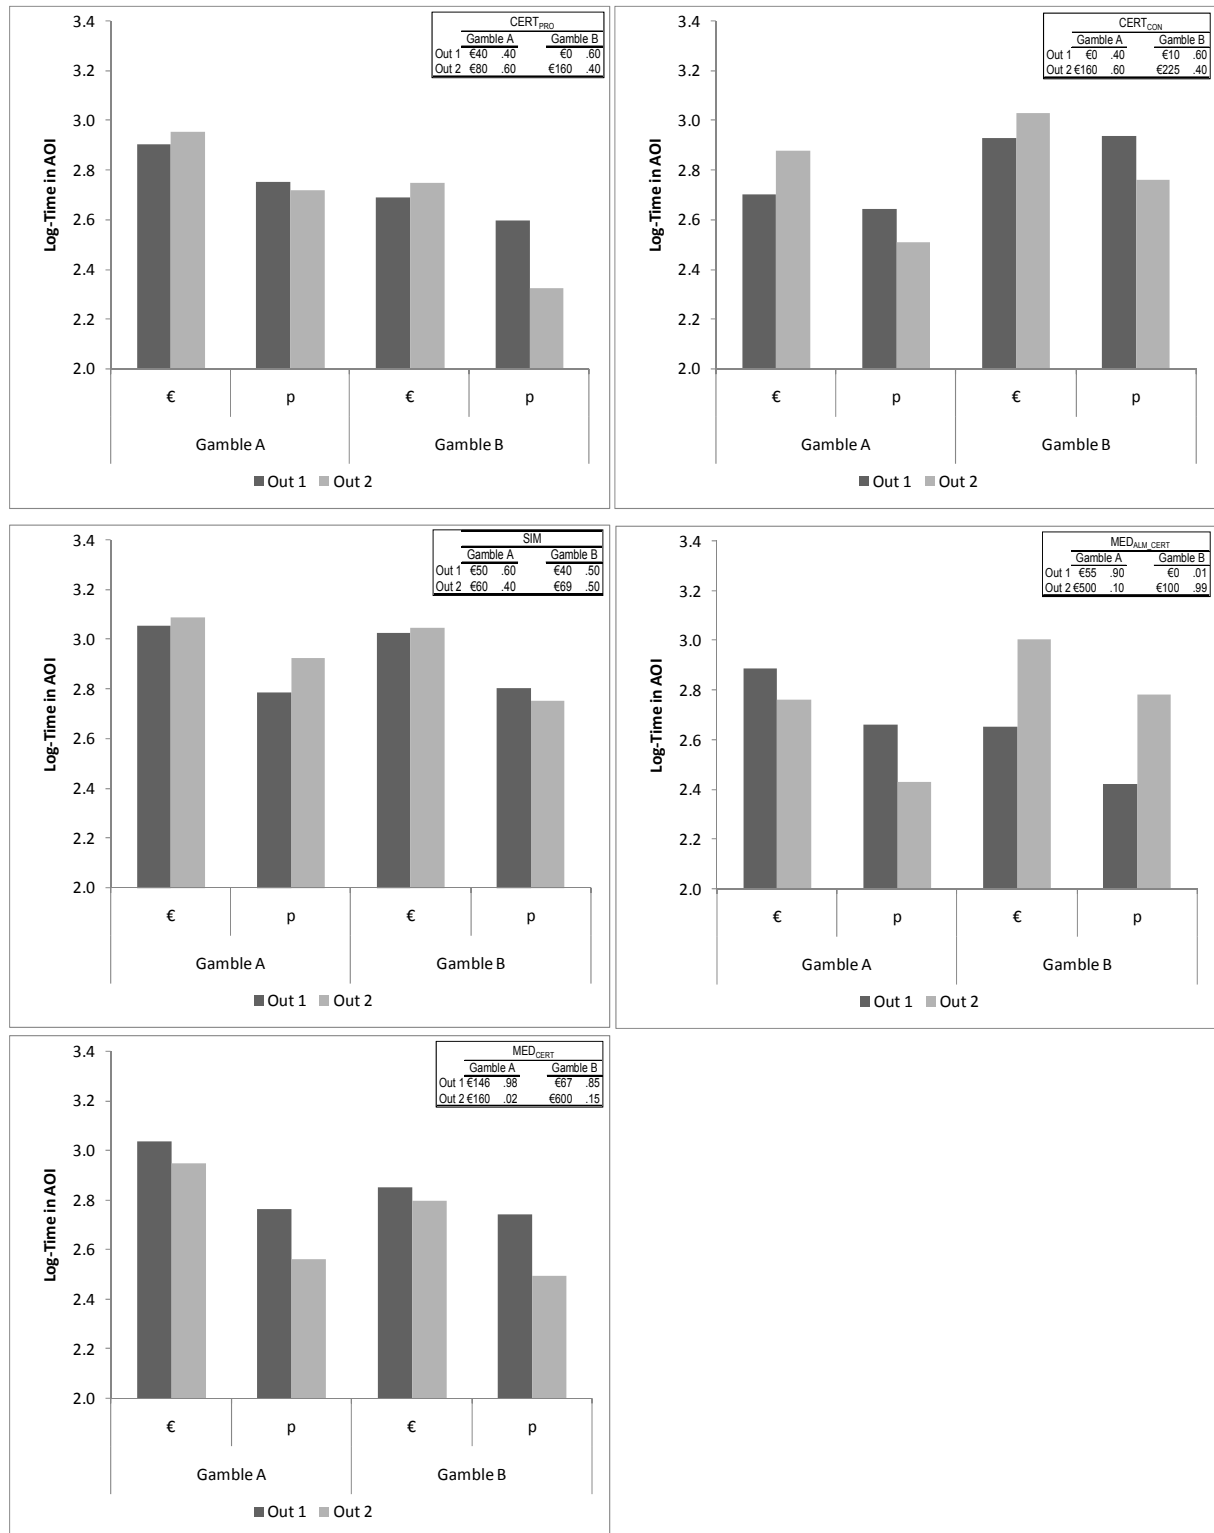 CERT PRO
Gamble A Gamble B
Out 1 €40 .40 €0 .60
Out 2 €80 .60 €160 .40
3.4
3.2
3.0
2.8
2.6
2.4
2.2
2.0
Log-Time in AOI
€ p € p
Gamble A Gamble B
Out 1 Out 2
CERT CON
Gamble A Gamble B
Out 1 €0 .40 €10 .60
Out 2 €160 .60 €225 .40
3.4
3.2
3.0
2.8
2.6
2.4
2.2
2.0
Log-Time in AOI
€ p € p
Gamble A Gamble B
Out 1 Out 2
SIM
Gamble A Gamble B
Out 1 €50 .60 €40 .50
Out 2 €60 .40 €69 .50
3.4
3.2
3.0
2.8
2.6
2.4
2.2
2.0
Log-Time in AOI
€ p € p
Gamble A Gamble B
Out 1 Out 2
MED ALM_CERT
Gamble A Gamble B
Out 1 €55 .90 €0 .01
Out 2 €500 .10 €100 .99
3.4
3.2
3.0
2.8
2.6
2.4
2.2
2.0
Log-Time in AOI
€ p € p
Gamble A Gamble B
Out 1 Out 2
MED CERT
Gamble A Gamble B
Out 1 €146 .98 €67 .85
Out 2 €160 .02 €600 .15
3.4
3.2
3.0
2.8
2.6
2.4
2.2
2.0
Log-Time in AOI
€ p € p
Gamble A Gamble B
Out 1 Out 2